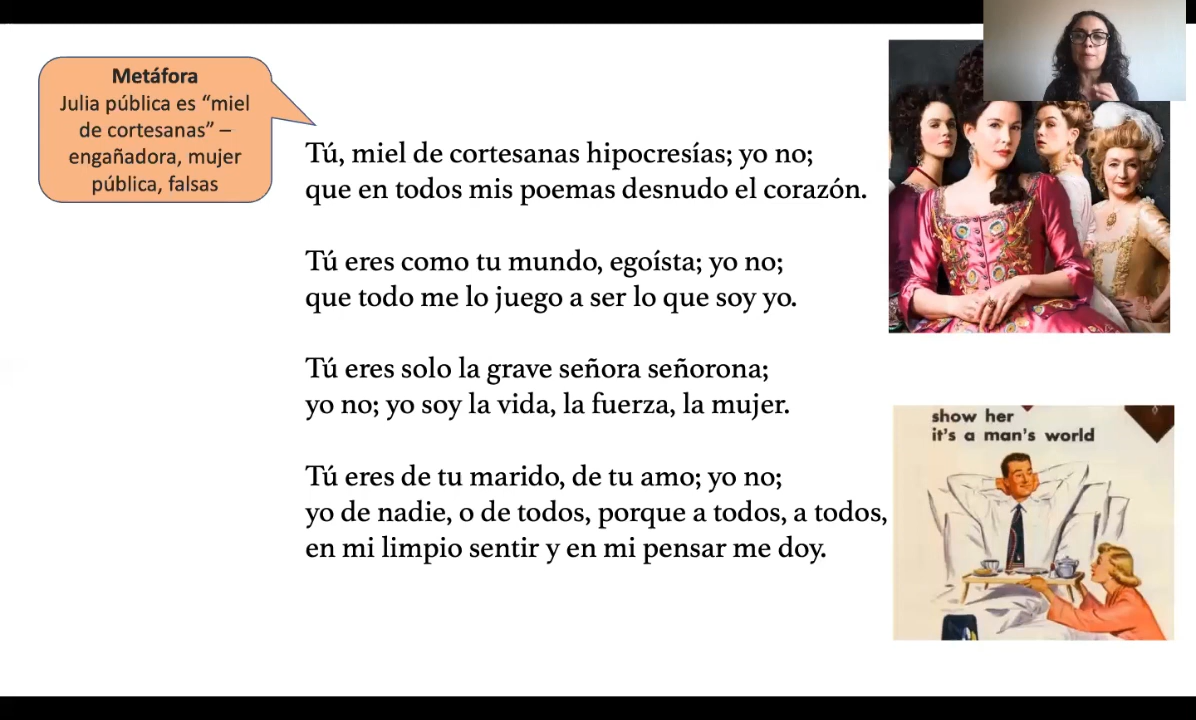 Metáfora
Julia pública es “miel
de cortesanas” –
engañadora, mujer
pública, falsas
Tú, miel de cortesanas hipocresías; yo no;
que en todos mis poemas desnudo el corazón.
Tú eres como tu mundo, egoísta; yo no;
que todo me lo juego a ser lo que soy yo.
Tú eres solo la grave señora señorona;
yo no; yo soy la vida, la fuerza, la mujer.
Tú eres de tu marido, de tu amo; yo no;
yo de nadie, o de todos, porque a todos, a todos,
en mi limpio sentir y en mi pensar me doy.
show her
it's a man's world